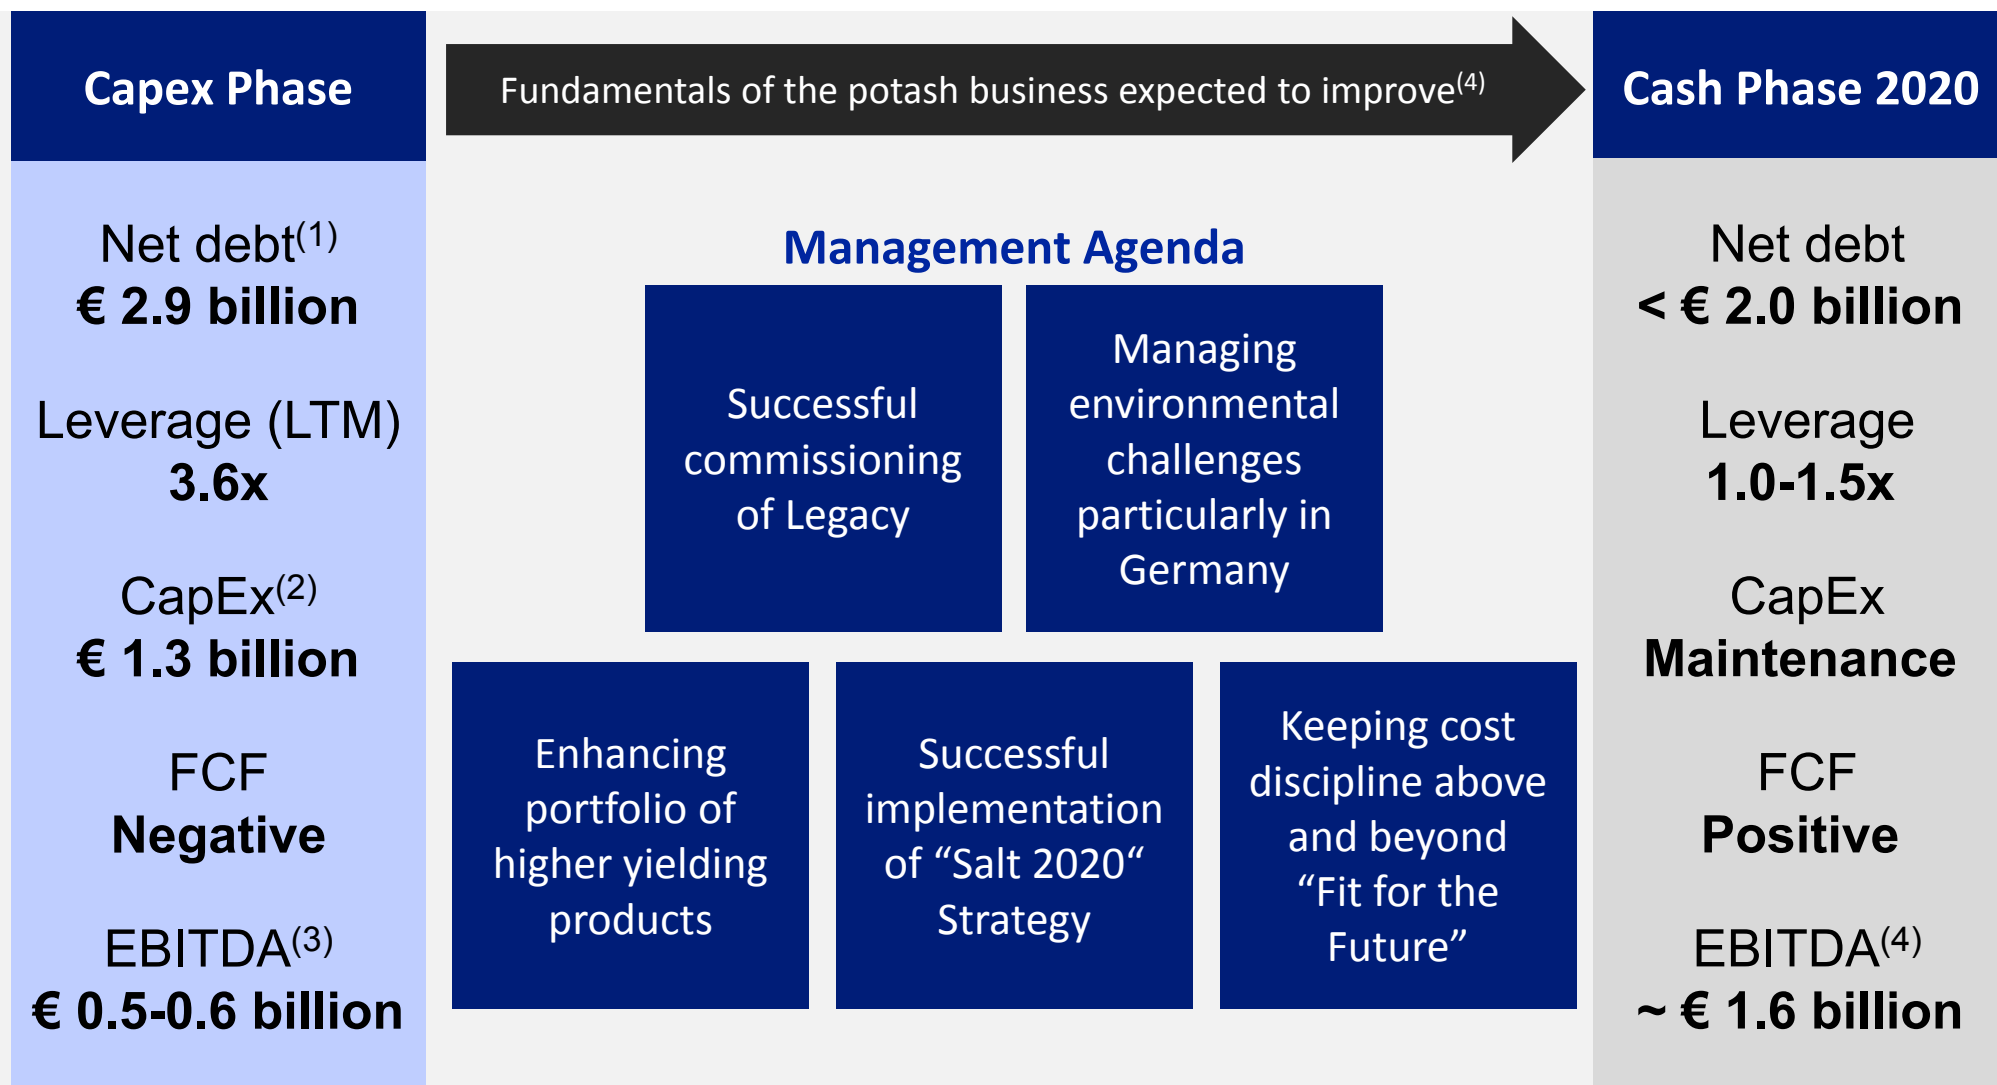 Capex Phase
Fundamentals of the potash business expected to improve(4)
Cash Phase 2020
Net debt(1)
€ 2.9 billion
Leverage (LTM)
3.6x
CapEx(2)
€ 1.3 billion
FCF
Negative
EBITDA(3)
€ 0.5-0.6 billion
Management Agenda
Successful
commissioning
of Legacy
Managing
environmental
challenges
particularly in
Germany
Enhancing
portfolio of
higher yielding
products
Successful
implementation
of “Salt 2020“
Strategy
Keeping cost
discipline above
and beyond
“Fit for the
Future”
Net debt
< € 2.0 billion
Leverage
1.0-1.5x
CapEx
Maintenance
FCF
Positive
EBITDA(4)
~ € 1.6 billion